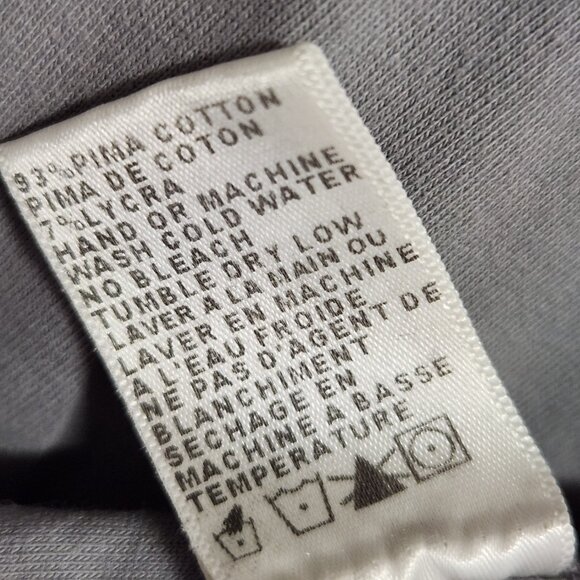 93% PIMA COTTON
PIMA DE COTON
7% LYCRA
HAND OR MACHINE
WASH COLD WATER
NO BLEACH
TUMBLE DRY LOW
LAVER A LA MAIN OU
LAVER EN MACHINE
A L'EAU FROIDE
NE PAS D'AGENT DE
BLANCHIMENT
SECHAGE EN
MACHINE A BASSE
TEMPERATURE